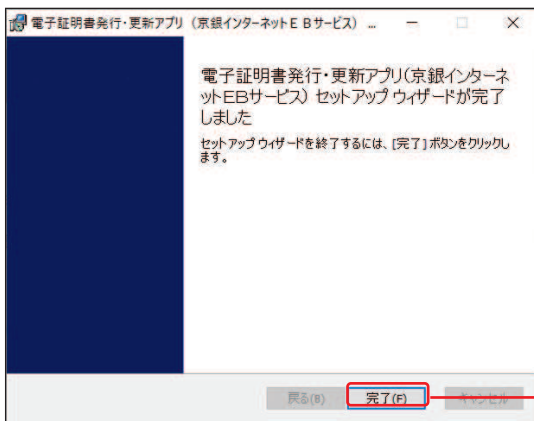 電子証明書発行・更新アプリ（京銀インターネットＥＢサービス） ...
電子証明書発行・更新アプリ(京銀インターネ
ットEBサービス) セットアップ ウィザードが完了
しました
セットアップ ウィザードを終了するには、[完了] ボタンをクリックし
ます。
戻る(B) 完了(F) キャンセル